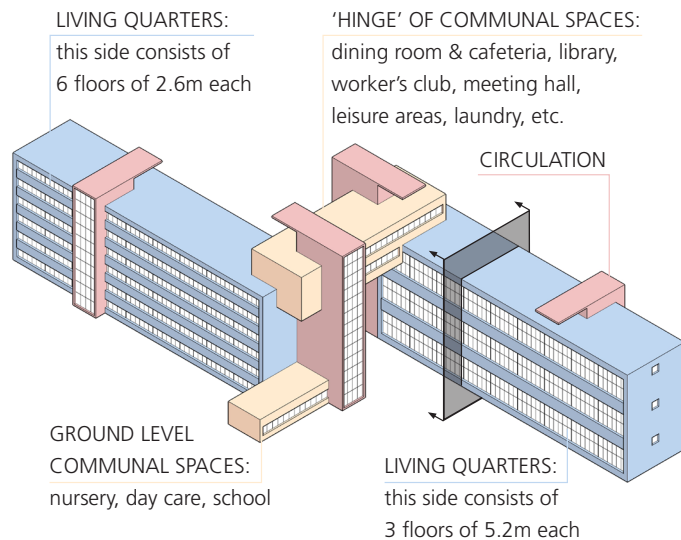 LIVING QUARTERS:
this side consists of
6 floors of 2.6m each
‘HINGE’ OF COMMUNAL SPACES:
dining room & cafeteria, library,
worker’s club, meeting hall,
leisure areas, laundry, etc.
CIRCULATION
GROUND LEVEL
COMMUNAL SPACES:
nursery, day care, school
LIVING QUARTERS:
this side consists of
3 floors of 5.2m each